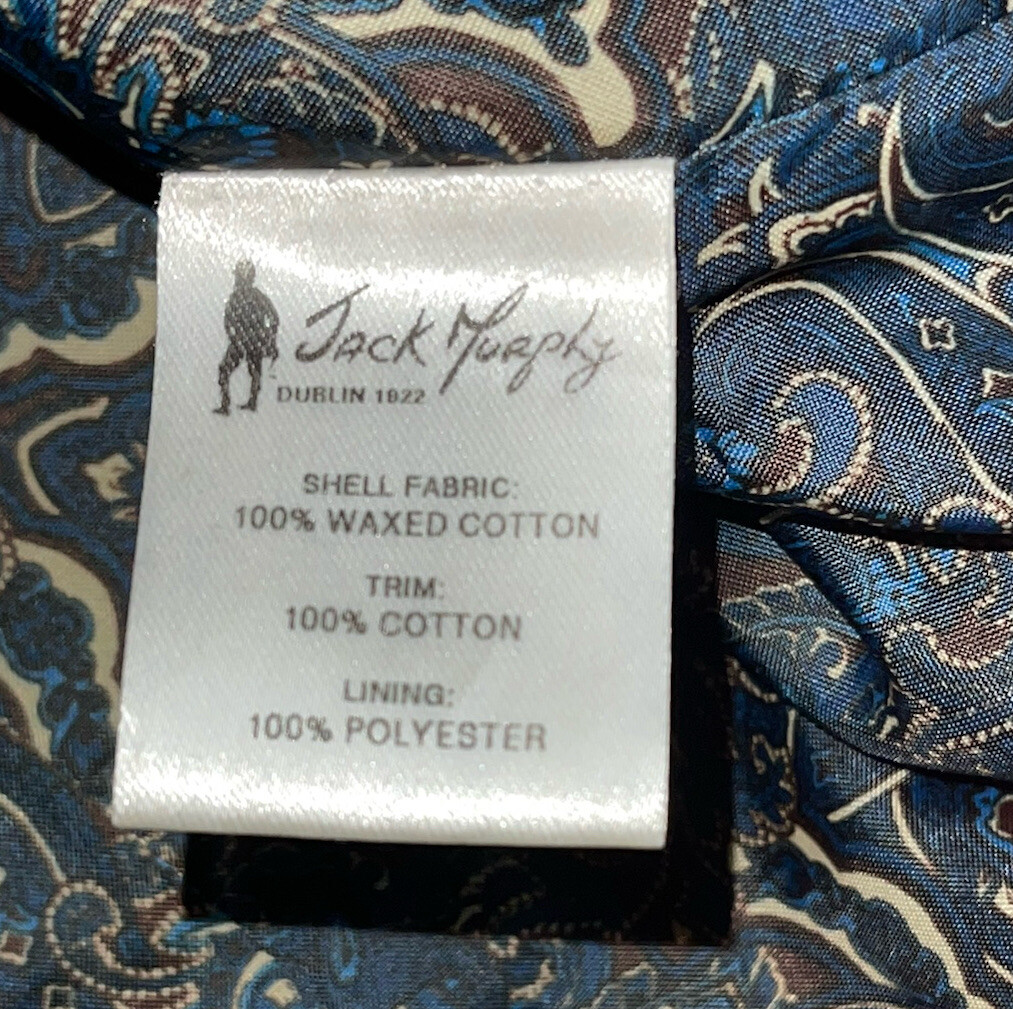 Jack Murphy
DUBLIN 1922
SHELL FABRIC:
100% WAXED COTTON
TRIM:
100% COTTON
LINING:
100% POLYESTER